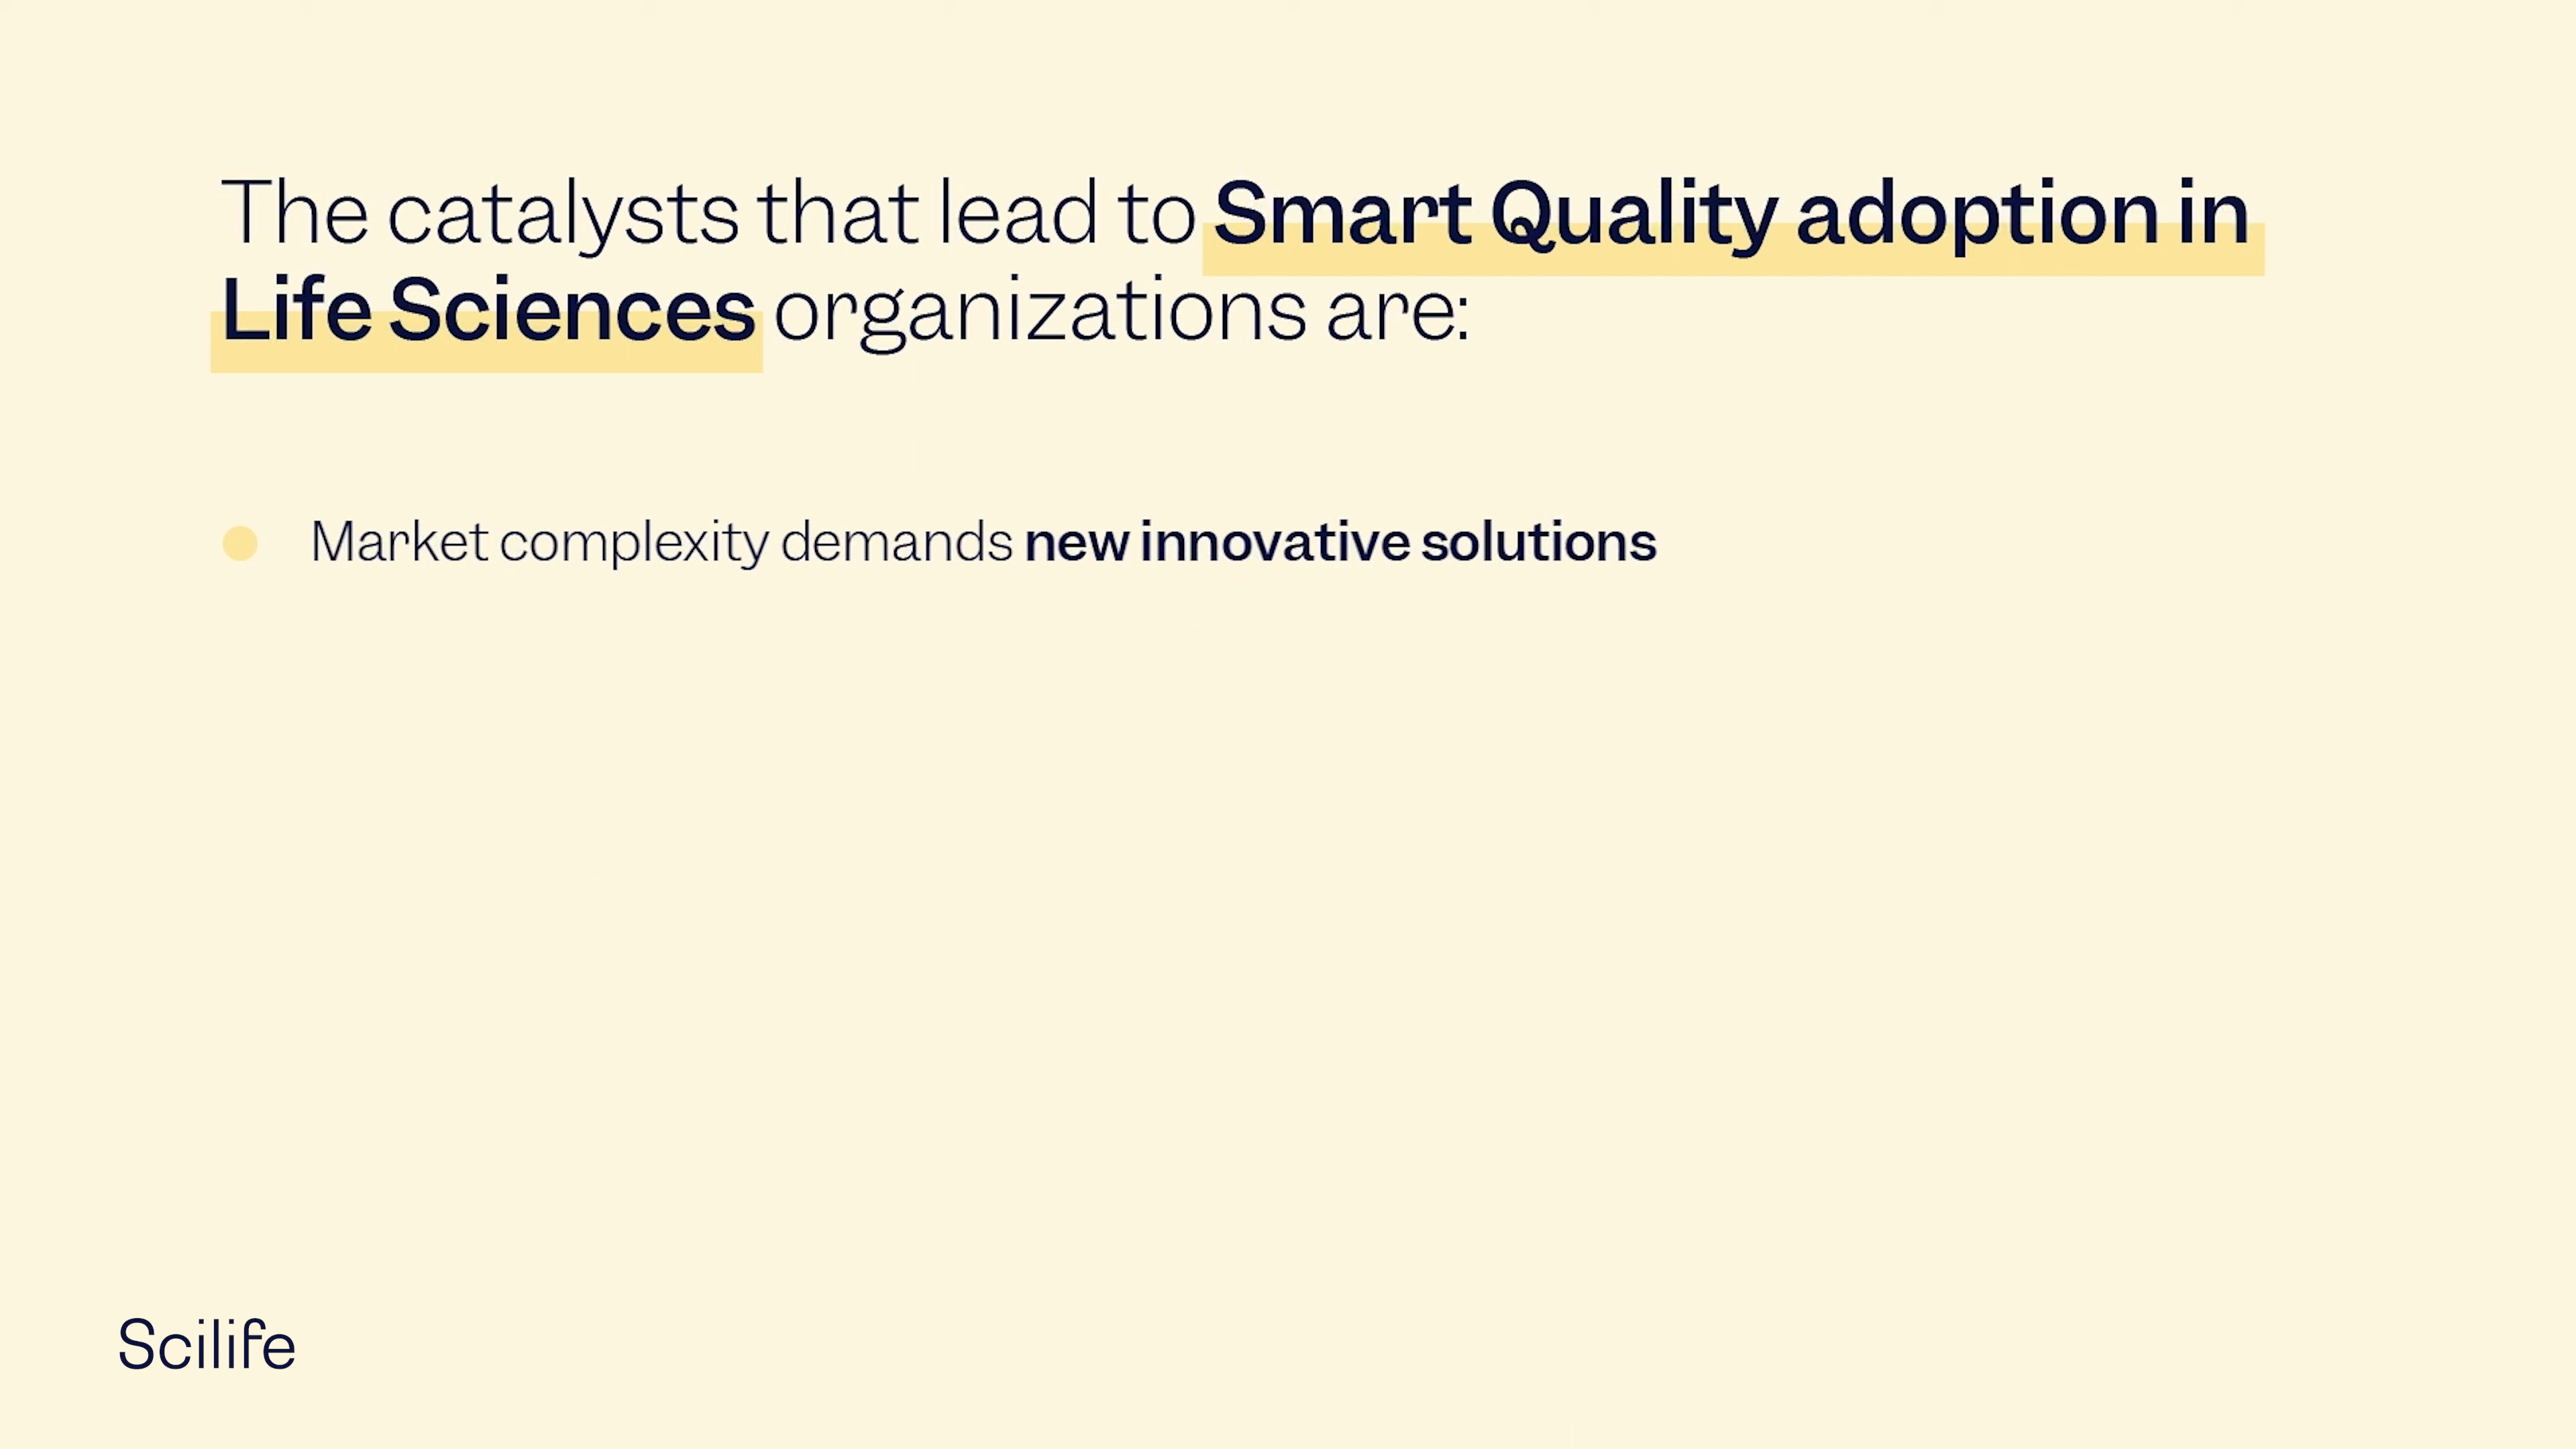 The catalysts that lead to Smart Quality adoption in
Life Sciences organizations are:
Market complexity demands new innovative solutions
Scilife